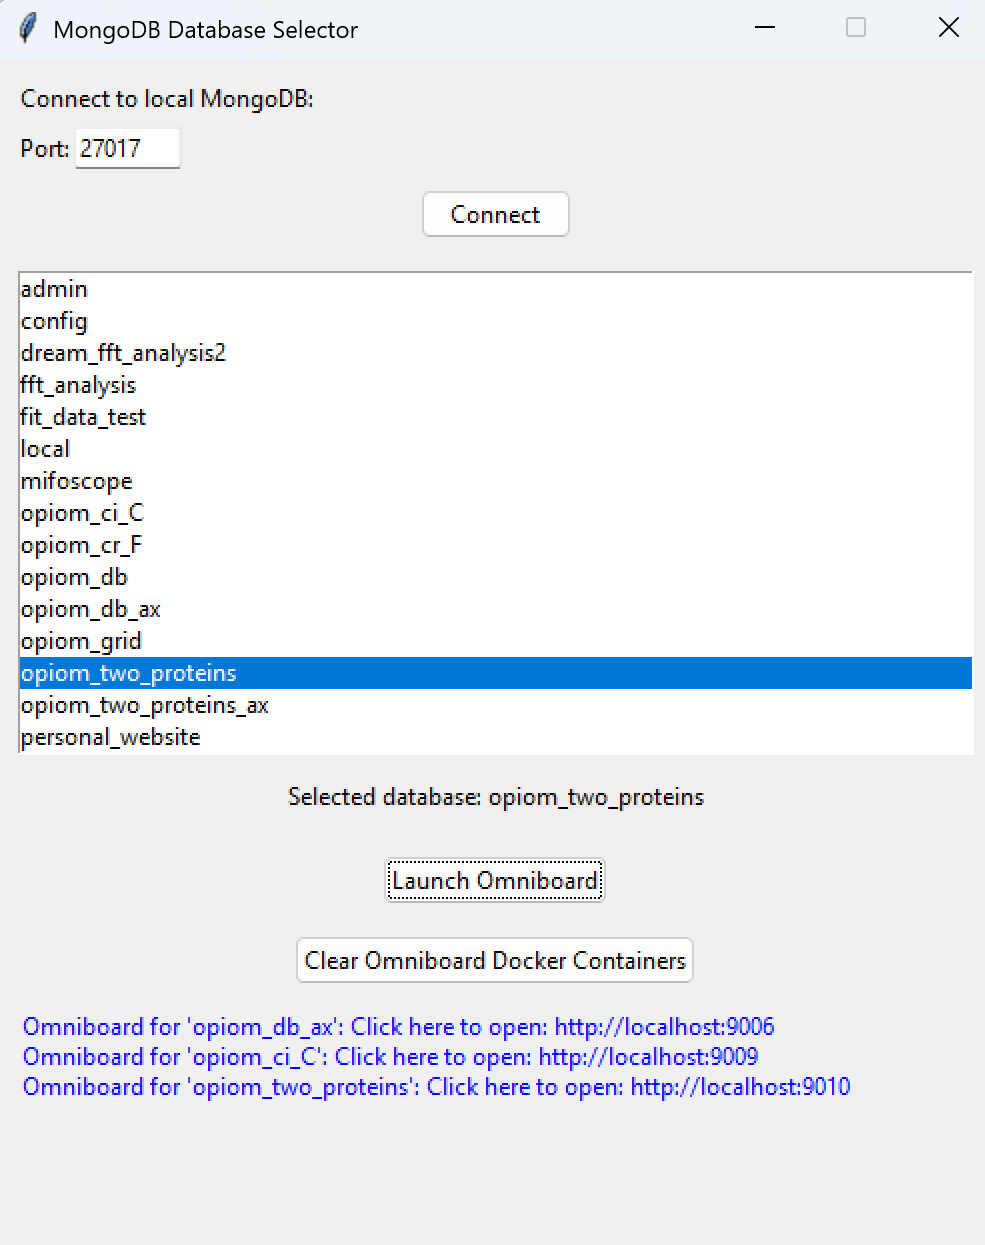 MongoDB Database Selector
Connect to local MongoDB:
Port: 27017
Connect
admin
config
dream_fft_analysis2
fft_analysis
fit_data_test
local
mifoscope
opiom_ci_C
opiom_cr_F
opiom_db
opiom_db_ax
opiom_grid
opiom_two_proteins
opiom_two_proteins_ax
personal_website
Selected database: opiom_two_proteins
Launch Omniboard
Clear Omniboard Docker Containers
Omniboard for 'opiom_db_ax': Click here to open: http://localhost:9006
Omniboard for 'opiom_ci_C': Click here to open: http://localhost:9009
Omniboard for 'opiom_two_proteins': Click here to open: http://localhost:9010